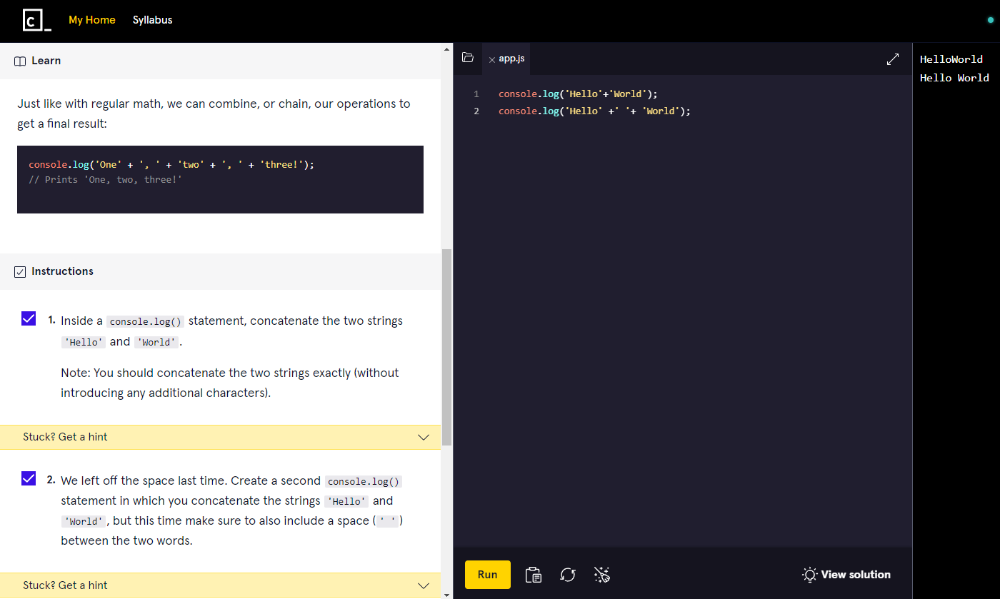 C_
My Home
Syllabus
Learn
Just like with regular math, we can combine, or chain, our operations to
get a final result:
console.log('One' + ', ' + 'two' + ', ' + 'three!');
// Prints 'One, two, three!'
Instructions
1. Inside a console.log() statement, concatenate the two strings
'Hello' and 'World'.
Note: You should concatenate the two strings exactly (without
introducing any additional characters).
Stuck? Get a hint
2. We left off the space last time. Create a second console.log()
statement in which you concatenate the strings 'Hello' and
'World', but this time make sure to also include a space (' ')
between the two words.
Stuck? Get a hint
app.js
1 console.log('Hello'+'World');
2 console.log('Hello' +' '+ 'World');
Run
View solution
HelloWorld
Hello World